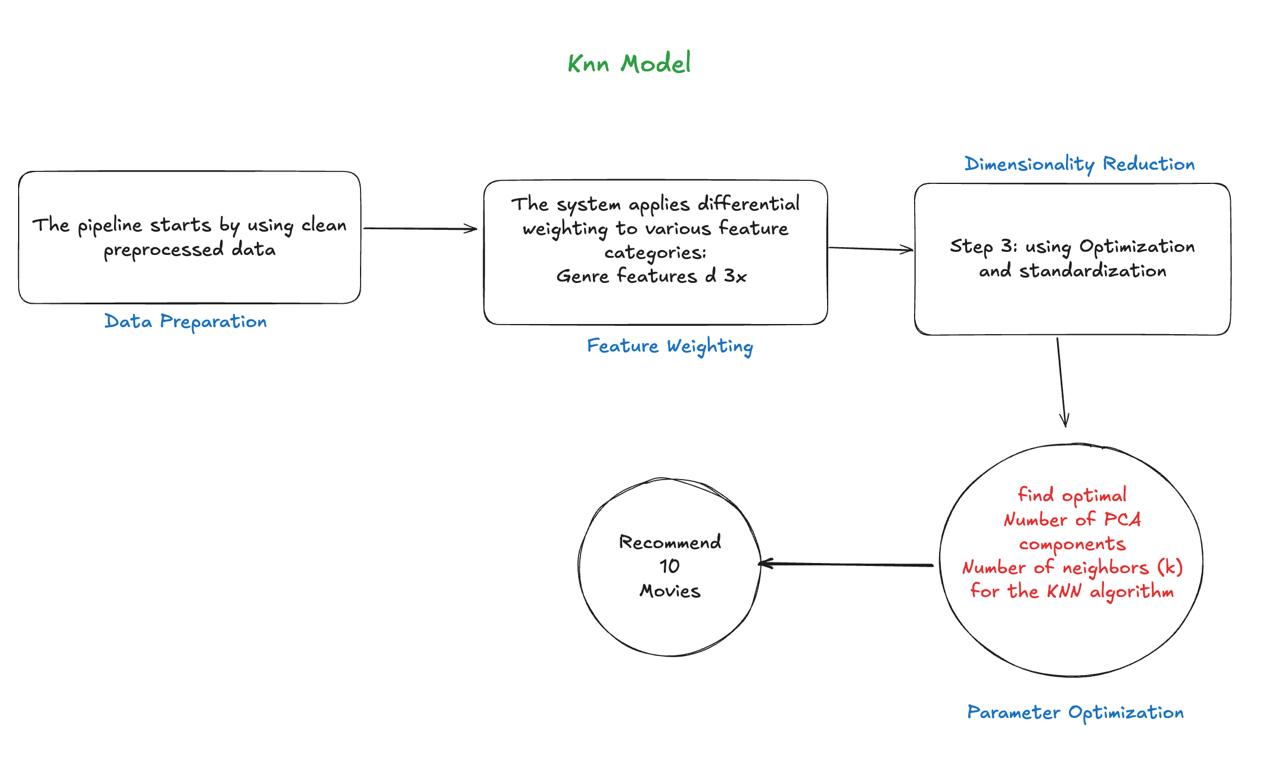 Knn Model
The pipeline starts by using clean
preprocessed data
Data Preparation
The system applies differential
weighting to various feature
categories:
Genre features d 3x
Feature Weighting
Dimensionality Reduction
Step 3: using Optimization
and standardization
find optimal
Number of PCA
components
Number of neighbors (k)
for the KNN algorithm
Parameter Optimization
Recommend
10
Movies